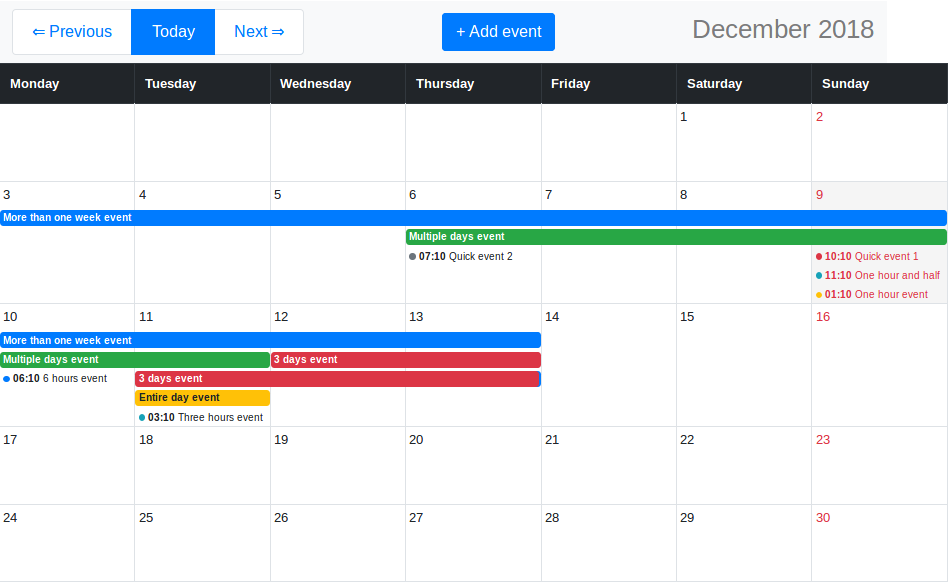 ⇐ Previous Today Next ⇒ + Add event December 2018
Monday Tuesday Wednesday Thursday Friday Saturday Sunday
1 2
3 4 5 6 7 8 9
More than one week event
Multiple days event
07:10 Quick event 2 10:10 Quick event 1
11:10 One hour and half
01:10 One hour event
10 11 12 13 14 15 16
More than one week event
Multiple days event 3 days event
06:10 6 hours event 3 days event
Entire day event
03:10 Three hours event
17 18 19 20 21 22 23
24 25 26 27 28 29 30